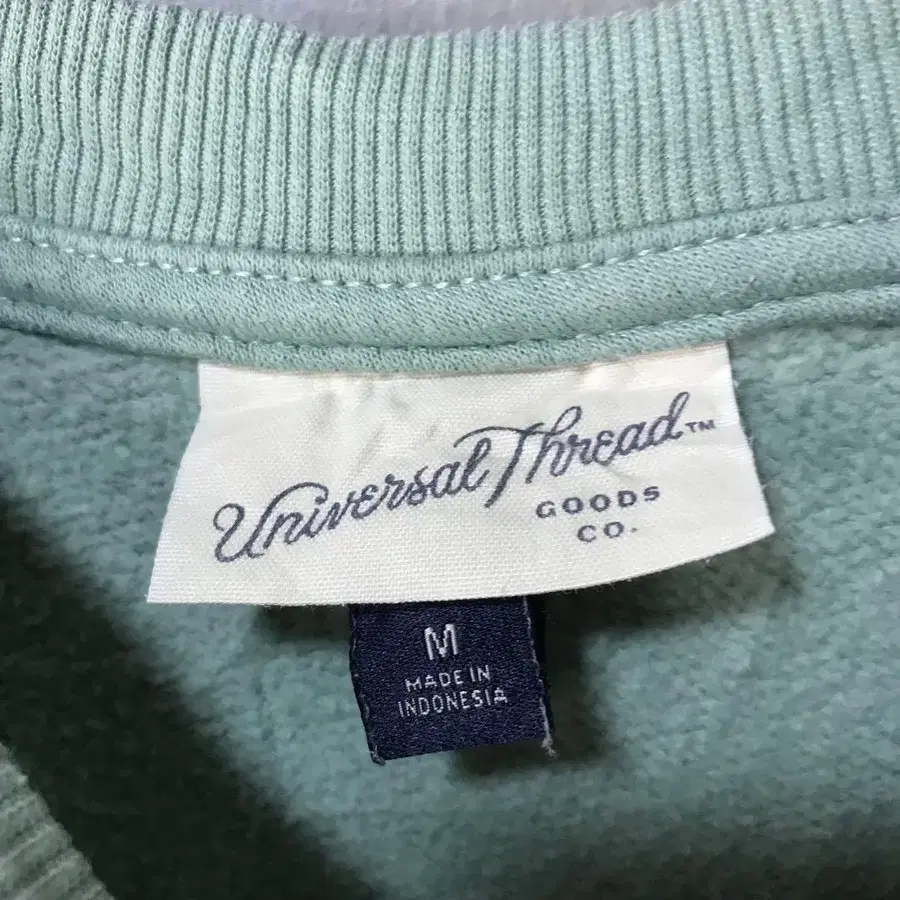 Universal Thread™
GOODS
CO.
M
MADE IN
INDONESIA